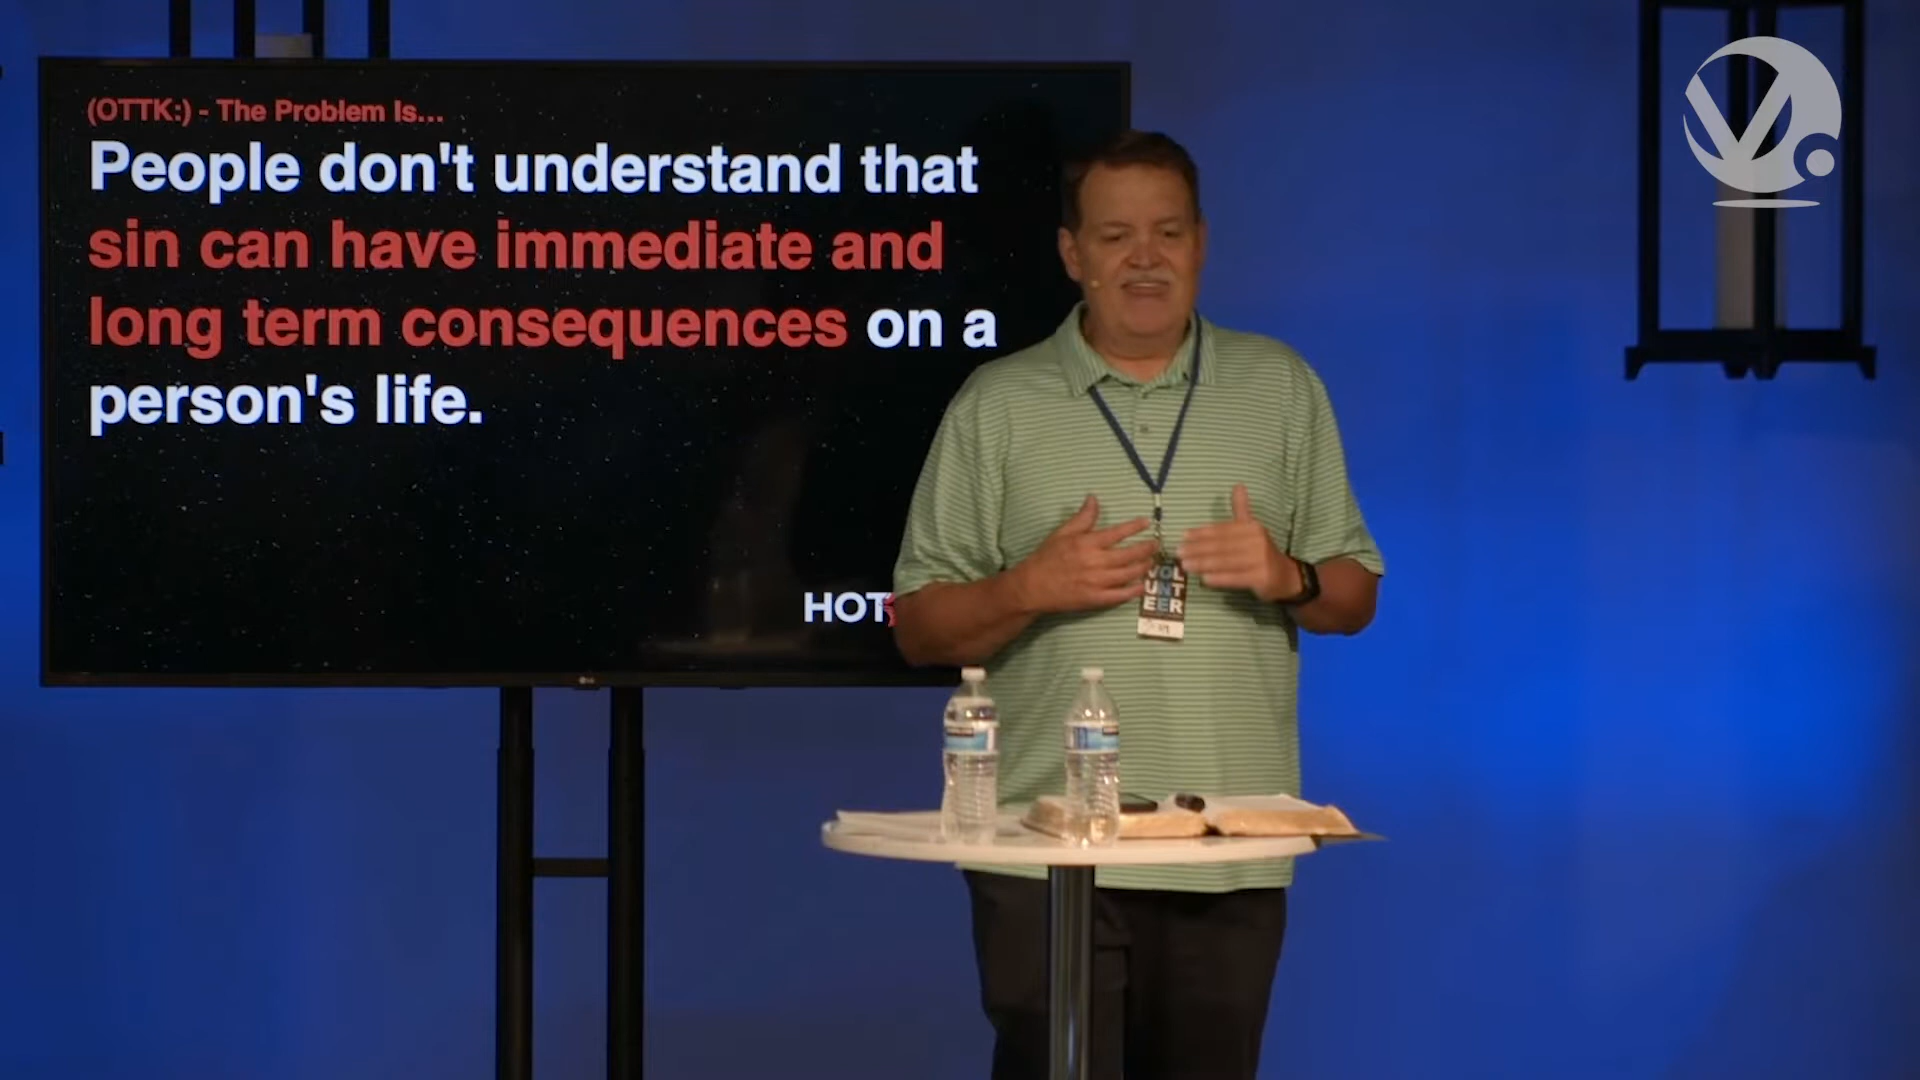 (OTTK:) - The Problem Is...
People don't understand that
sin can have immediate and
long term consequences on a
person's life.
HOT
LG
VOL
UNT
EER